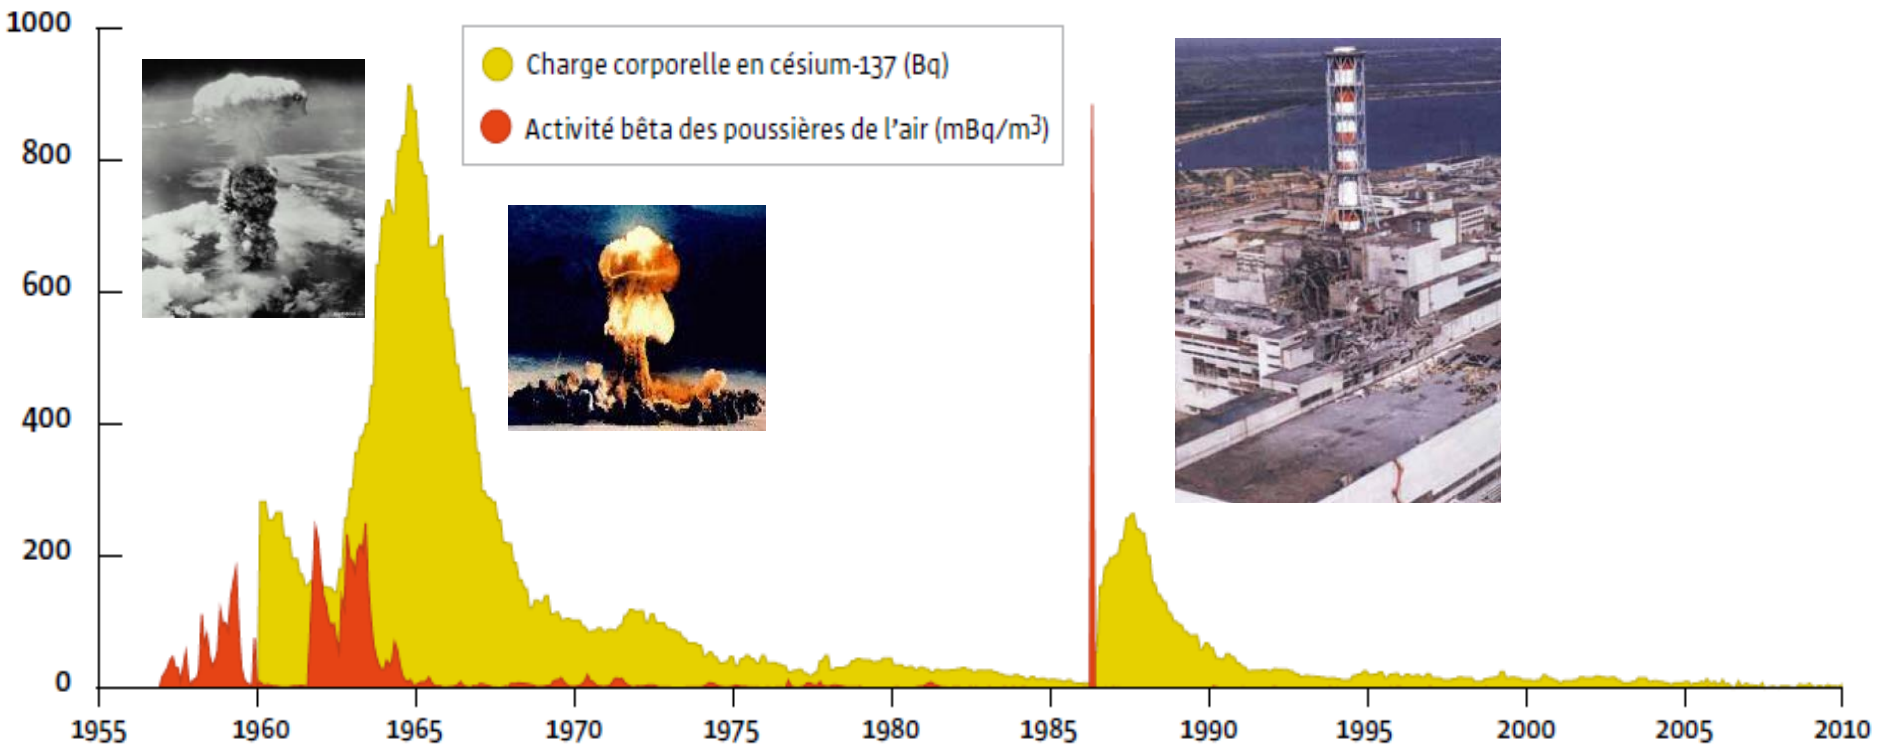 1000
800
600
400
200
0
Charge corporelle en césium-137 (Bq)
Activité bêta des poussières de l'air (mBq/m³)
1955 1960 1965 1970 1975 1980 1985 1990 1995 2000 2005 2010